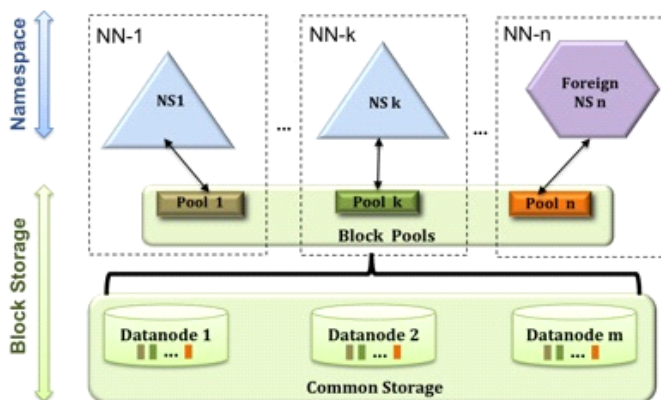 NN-1
NN-k
NN-n
Namespace
NS1
...
NS k
...
Foreign
NS n
Block Storage
Pool 1
Pool k
Pool n
Block Pools
Datanode 1
...
Datanode 2
...
Datanode m
...
Common Storage